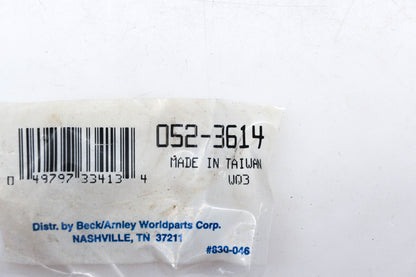 052-3614
MADE IN TAIWAN
W03
0 49797 33413 4
Distr. by Beck/Arnley Worldparts Corp.
NASHVILLE, TN 37211
#830-046